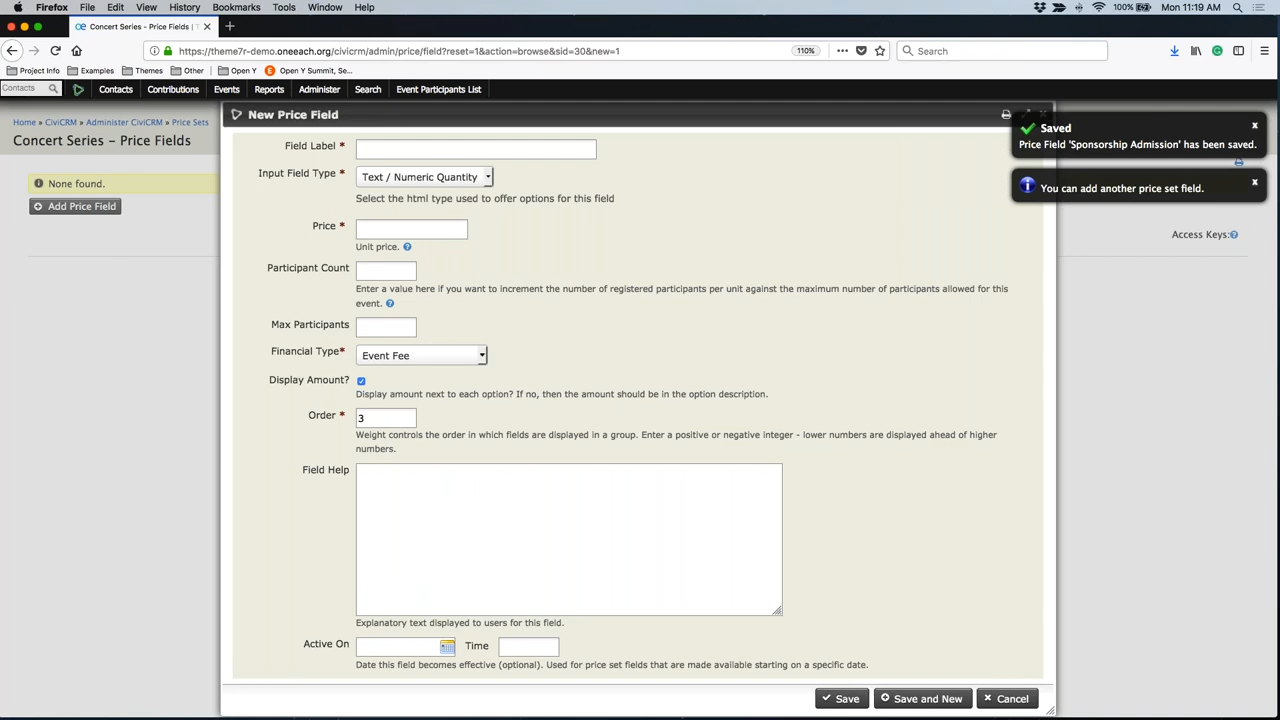 Firefox File Edit View History Bookmarks Tools Window Help 100% Mon 11:19 AM
Concert Series - Price Fields | T
https://theme7r-demo.oneeach.org/civicrm/admin/price/field?reset=1&action=browse&sid=30&new=1 110% Search
Project Info Examples Themes Other Open Y Open Y Summit, Se...
Contacts Contacts Contributions Events Reports Administer Search Event Participants List
Home » CiviCRM » Administer CiviCRM » Price Sets
Concert Series – Price Fields
None found.
Add Price Field
Access Keys:
New Price Field
Saved
Price Field 'Sponsorship Admission' has been saved.
You can add another price set field.
Field Label *
Input Field Type * Text / Numeric Quantity
Select the html type used to offer options for this field
Price
Unit price.
Participant Count
Enter a value here if you want to increment the number of registered participants per unit against the maximum number of participants allowed for this
event.
Max Participants
Financial Type* Event Fee
Display Amount?
Display amount next to each option? If no, then the amount should be in the option description.
Order * 3
Weight controls the order in which fields are displayed in a group. Enter a positive or negative integer - lower numbers are displayed ahead of higher
numbers.
Field Help
Explanatory text displayed to users for this field.
Active On Time
Date this field becomes effective (optional). Used for price set fields that are made available starting on a specific date.
Save Save and New Cancel